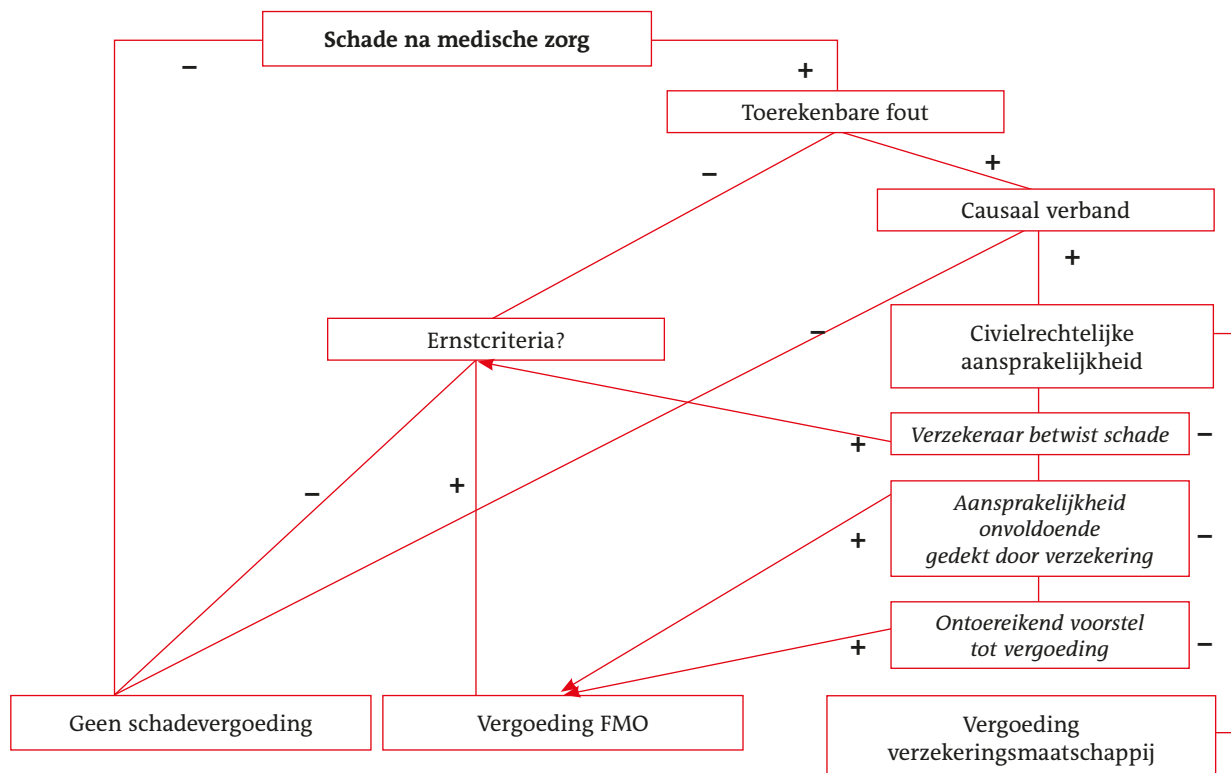 Schade na medische zorg
–
+
Toerekenbare fout
–
+
Causaal verband
+
Ernstcriteria?
–
Civielrechtelijke
aansprakelijkheid
+
Verzekeraar betwist schade
–
–
+
Aansprakelijkheid
onvoldoende
gedekt door verzekering
+
–
Ontoereikend voorstel
tot vergoeding
+
–
Geen schadevergoeding
Vergoeding FMO
Vergoeding
verzekeringsmaatschappij